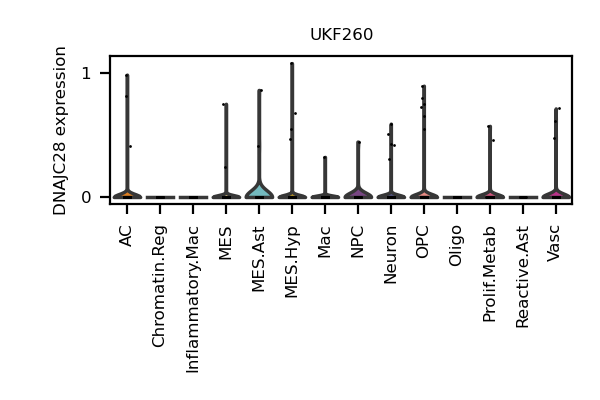 UKF260
DNAJC28 expression
1
0
AC
Chromatin.Reg
Inflammatory.Mac
MES
MES.Ast
MES.Hyp
Mac
NPC
Neuron
OPC
Oligo
Prolif.Metab
Reactive.Ast
Vasc